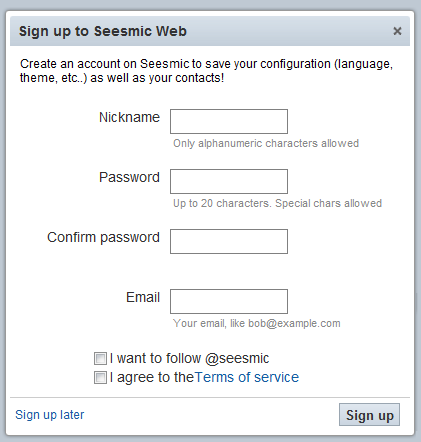 Sign up to Seesmic Web ×
Create an account on Seesmic to save your configuration (language,
theme, etc..) as well as your contacts!
Nickname
Only alphanumeric characters allowed
Password
Up to 20 characters. Special chars allowed
Confirm password
Email
Your email, like bob@example.com
I want to follow @seesmic
I agree to theTerms of service
Sign up later
Sign up